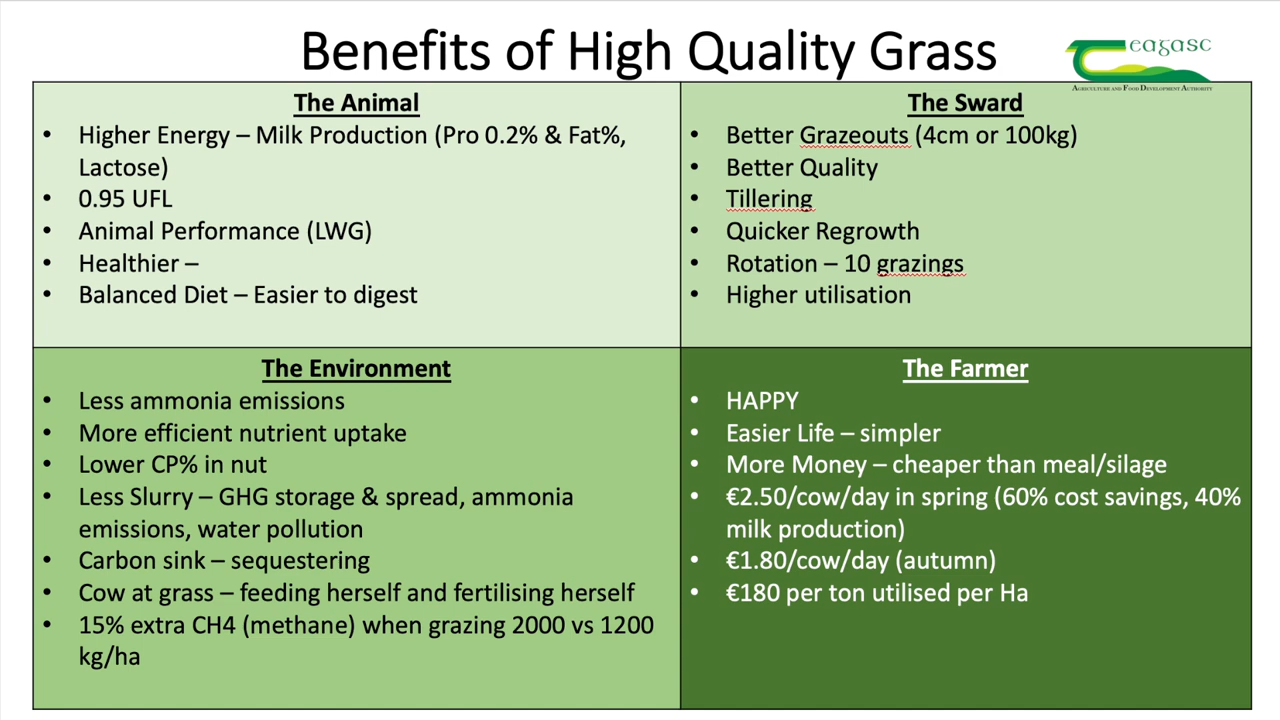 Benefits of High Quality Grass
eagasc
AGRICULTURE AND FOOD DEVELOPMENT AUTHORITY
The Animal
• Higher Energy – Milk Production (Pro 0.2% & Fat%,
Lactose)
• 0.95 UFL
• Animal Performance (LWG)
• Healthier –
• Balanced Diet – Easier to digest
The Sward
• Better Grazeouts (4cm or 100kg)
• Better Quality
• Tillering
• Quicker Regrowth
• Rotation – 10 grazings
• Higher utilisation
The Environment
• Less ammonia emissions
• More efficient nutrient uptake
• Lower CP% in nut
• Less Slurry – GHG storage & spread, ammonia
emissions, water pollution
• Carbon sink – sequestering
• Cow at grass – feeding herself and fertilising herself
• 15% extra CH4 (methane) when grazing 2000 vs 1200
kg/ha
The Farmer
• HAPPY
• Easier Life – simpler
• More Money – cheaper than meal/silage
• €2.50/cow/day in spring (60% cost savings, 40%
milk production)
• €1.80/cow/day (autumn)
• €180 per ton utilised per Ha